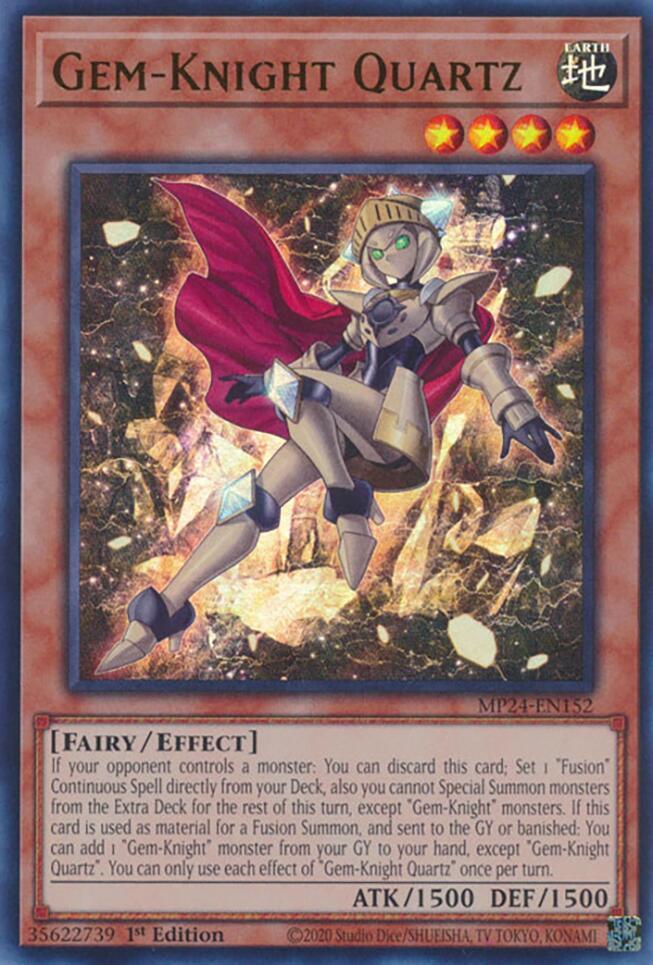 GEM-KNIGHT QUARTZ
EARTH
地
MP24-EN152
[FAIRY/EFFECT]
If your opponent controls a monster: You can discard this card; Set 1 "Fusion"
Continuous Spell directly from your Deck, also you cannot Special Summon monsters
from the Extra Deck for the rest of this turn, except "Gem-Knight" monsters. If this
card is used as material for a Fusion Summon, and sent to the GY or banished: You
can add 1 "Gem-Knight" monster from your GY to your hand, except "Gem-Knight
Quartz". You can only use each effect of "Gem-Knight Quartz" once per turn.
ATK/1500 DEF/1500
35622739 1st Edition ©2020 Studio Dice/SHUEISHA, TV TOKYO, KONAMI